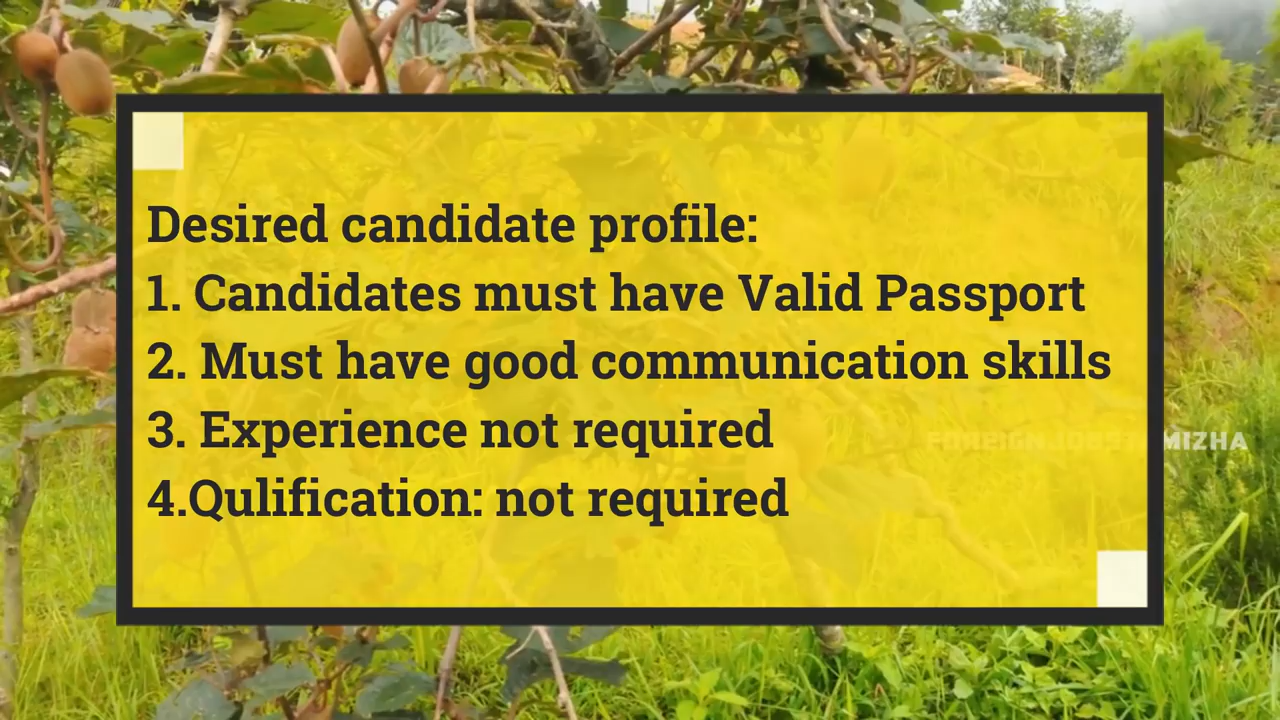 Desired candidate profile:
1. Candidates must have Valid Passport
2. Must have good communication skills
3. Experience not required
4.Qulification: not required